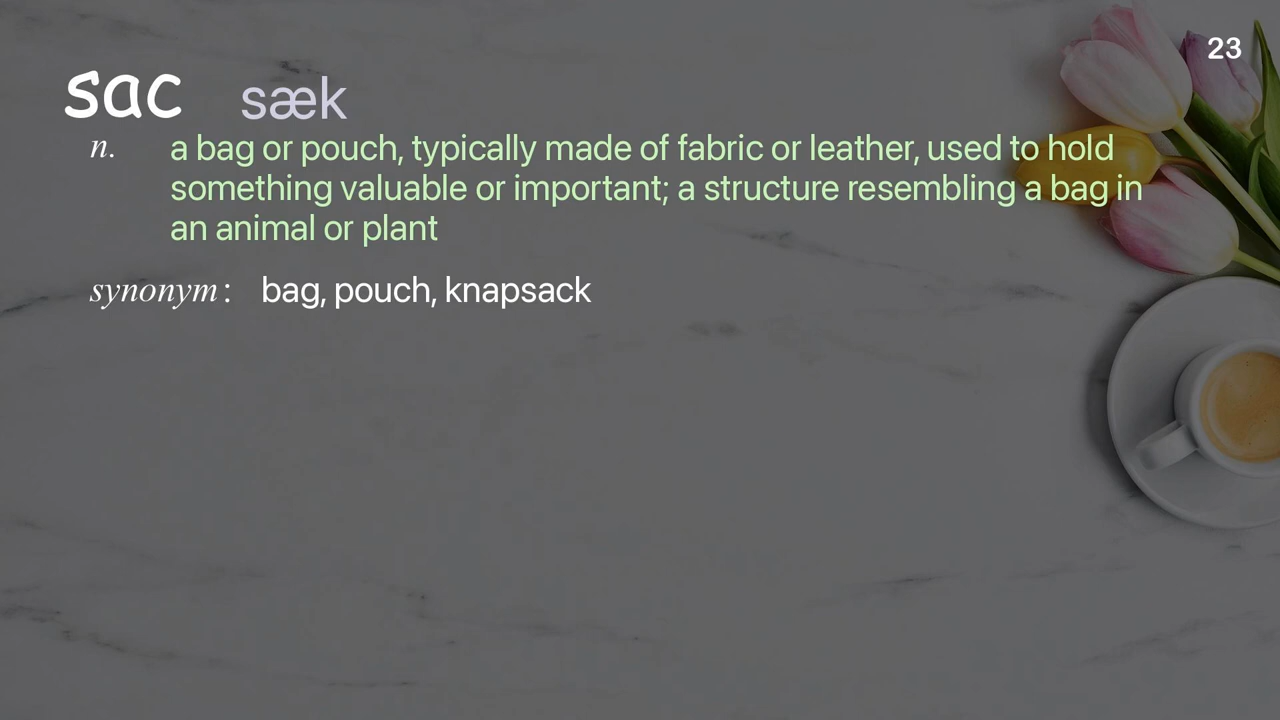 23
sac sæk
n. a bag or pouch, typically made of fabric or leather, used to hold
something valuable or important; a structure resembling a bag in
an animal or plant
synonym: bag, pouch, knapsack